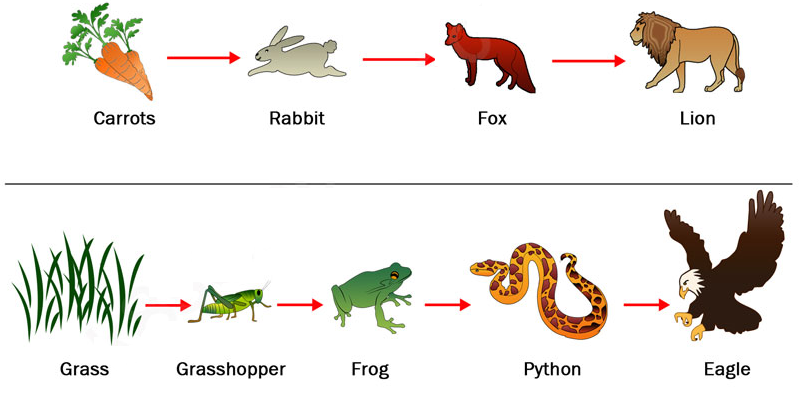 Carrots Rabbit Fox Lion
Grass Grasshopper Frog Python Eagle